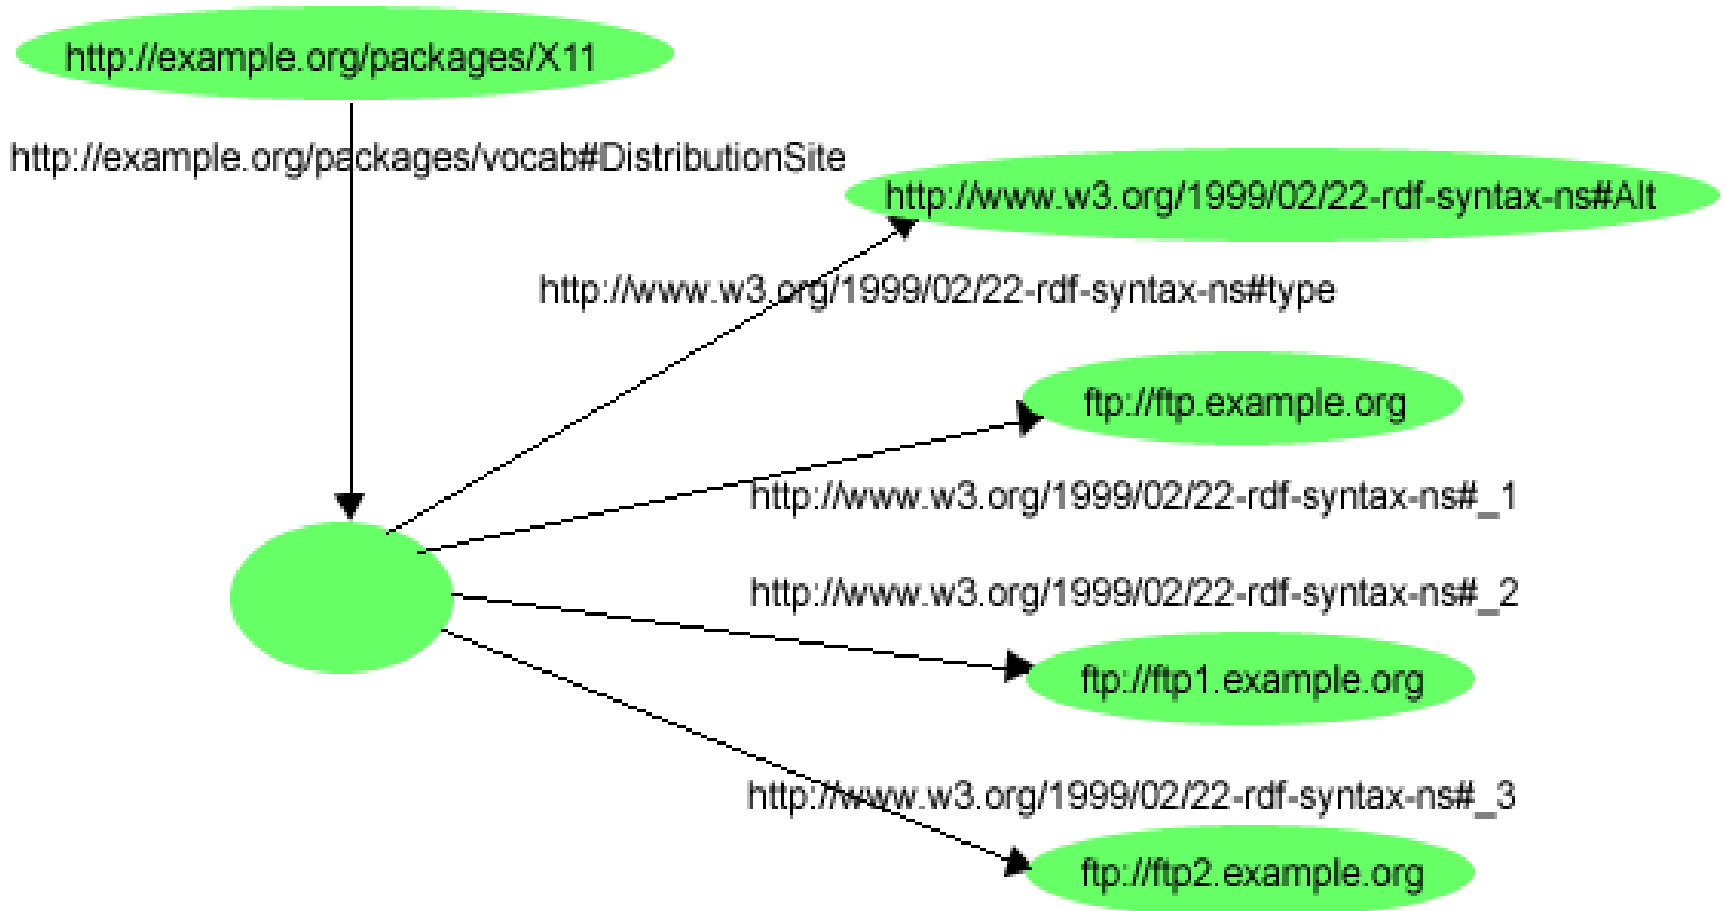 http://example.org/packages/X11
http://example.org/packages/vocab#DistributionSite
http://www.w3.org/1999/02/22-rdf-syntax-ns#Alt
http://www.w3.org/1999/02/22-rdf-syntax-ns#type
ftp://ftp.example.org
http://www.w3.org/1999/02/22-rdf-syntax-ns#_1
http://www.w3.org/1999/02/22-rdf-syntax-ns#_2
ftp://ftp1.example.org
http://www.w3.org/1999/02/22-rdf-syntax-ns#_3
ftp://ftp2.example.org